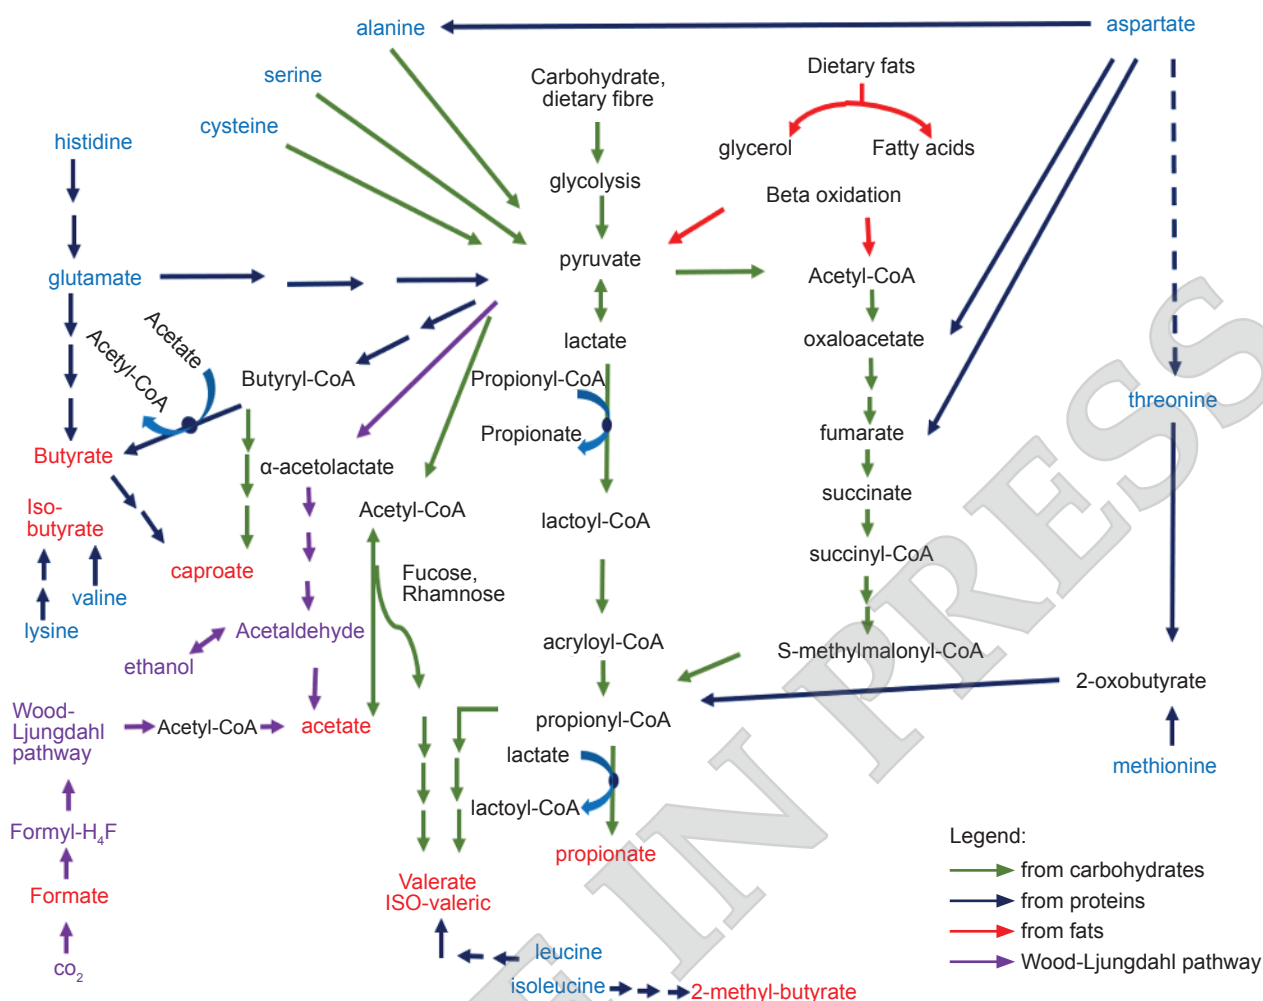 alanine
aspartate
serine
Carbohydrate,
dietary fibre
Dietary fats
cysteine
histidine
glycerol
Fatty acids
glycolysis
Beta oxidation
pyruvate
glutamate
Acetyl-CoA
Acetate
Acetyl-CoA
lactate
oxaloacetate
Butyryl-CoA
Propionyl-CoA
threonine
Propionate
fumarate
Butyrate
α-acetolactate
succinate
Iso-
butyrate
Acetyl-CoA
lactoyl-CoA
succinyl-CoA
caproate
Fucose,
Rhamnose
valine
lysine
Acetaldehyde
acryloyl-CoA
S-methylmalonyl-CoA
ethanol
2-oxobutyrate
Wood-
Ljungdahl
pathway
Acetyl-CoA
acetate
propionyl-CoA
lactate
methionine
lactoyl-CoA
Formyl-H4F
propionate
Legend:
from carbohydrates
Valerate
ISO-valeric
Formate
from proteins
from fats
leucine
Wood-Ljungdahl pathway
co2
isoleucine
2-methyl-butyrate
E IN PRESS